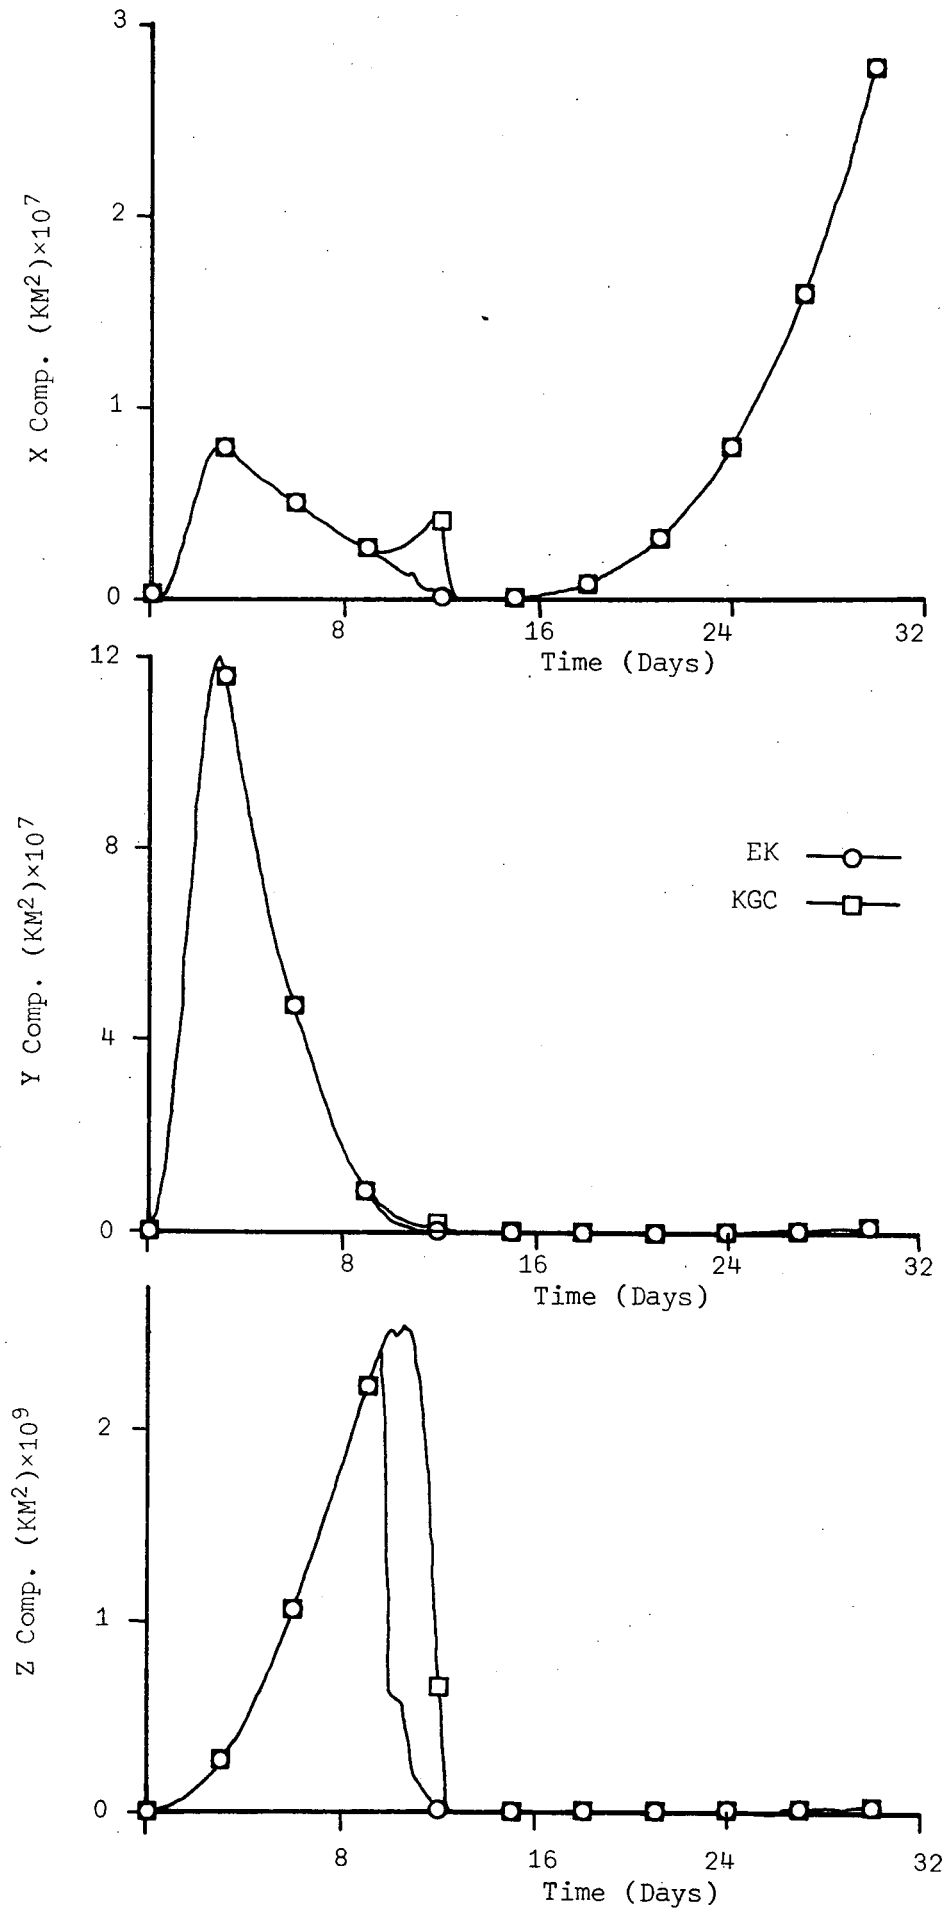 3
2
1
0
X Comp. (KM²)×10⁷
8
16
24
32
Time (Days)
12
8
4
0
Y Comp. (KM²)×10⁷
EK
KGC
8
16
24
32
Time (Days)
2
1
0
Z Comp. (KM²)×10⁹
8
16
24
32
Time (Days)